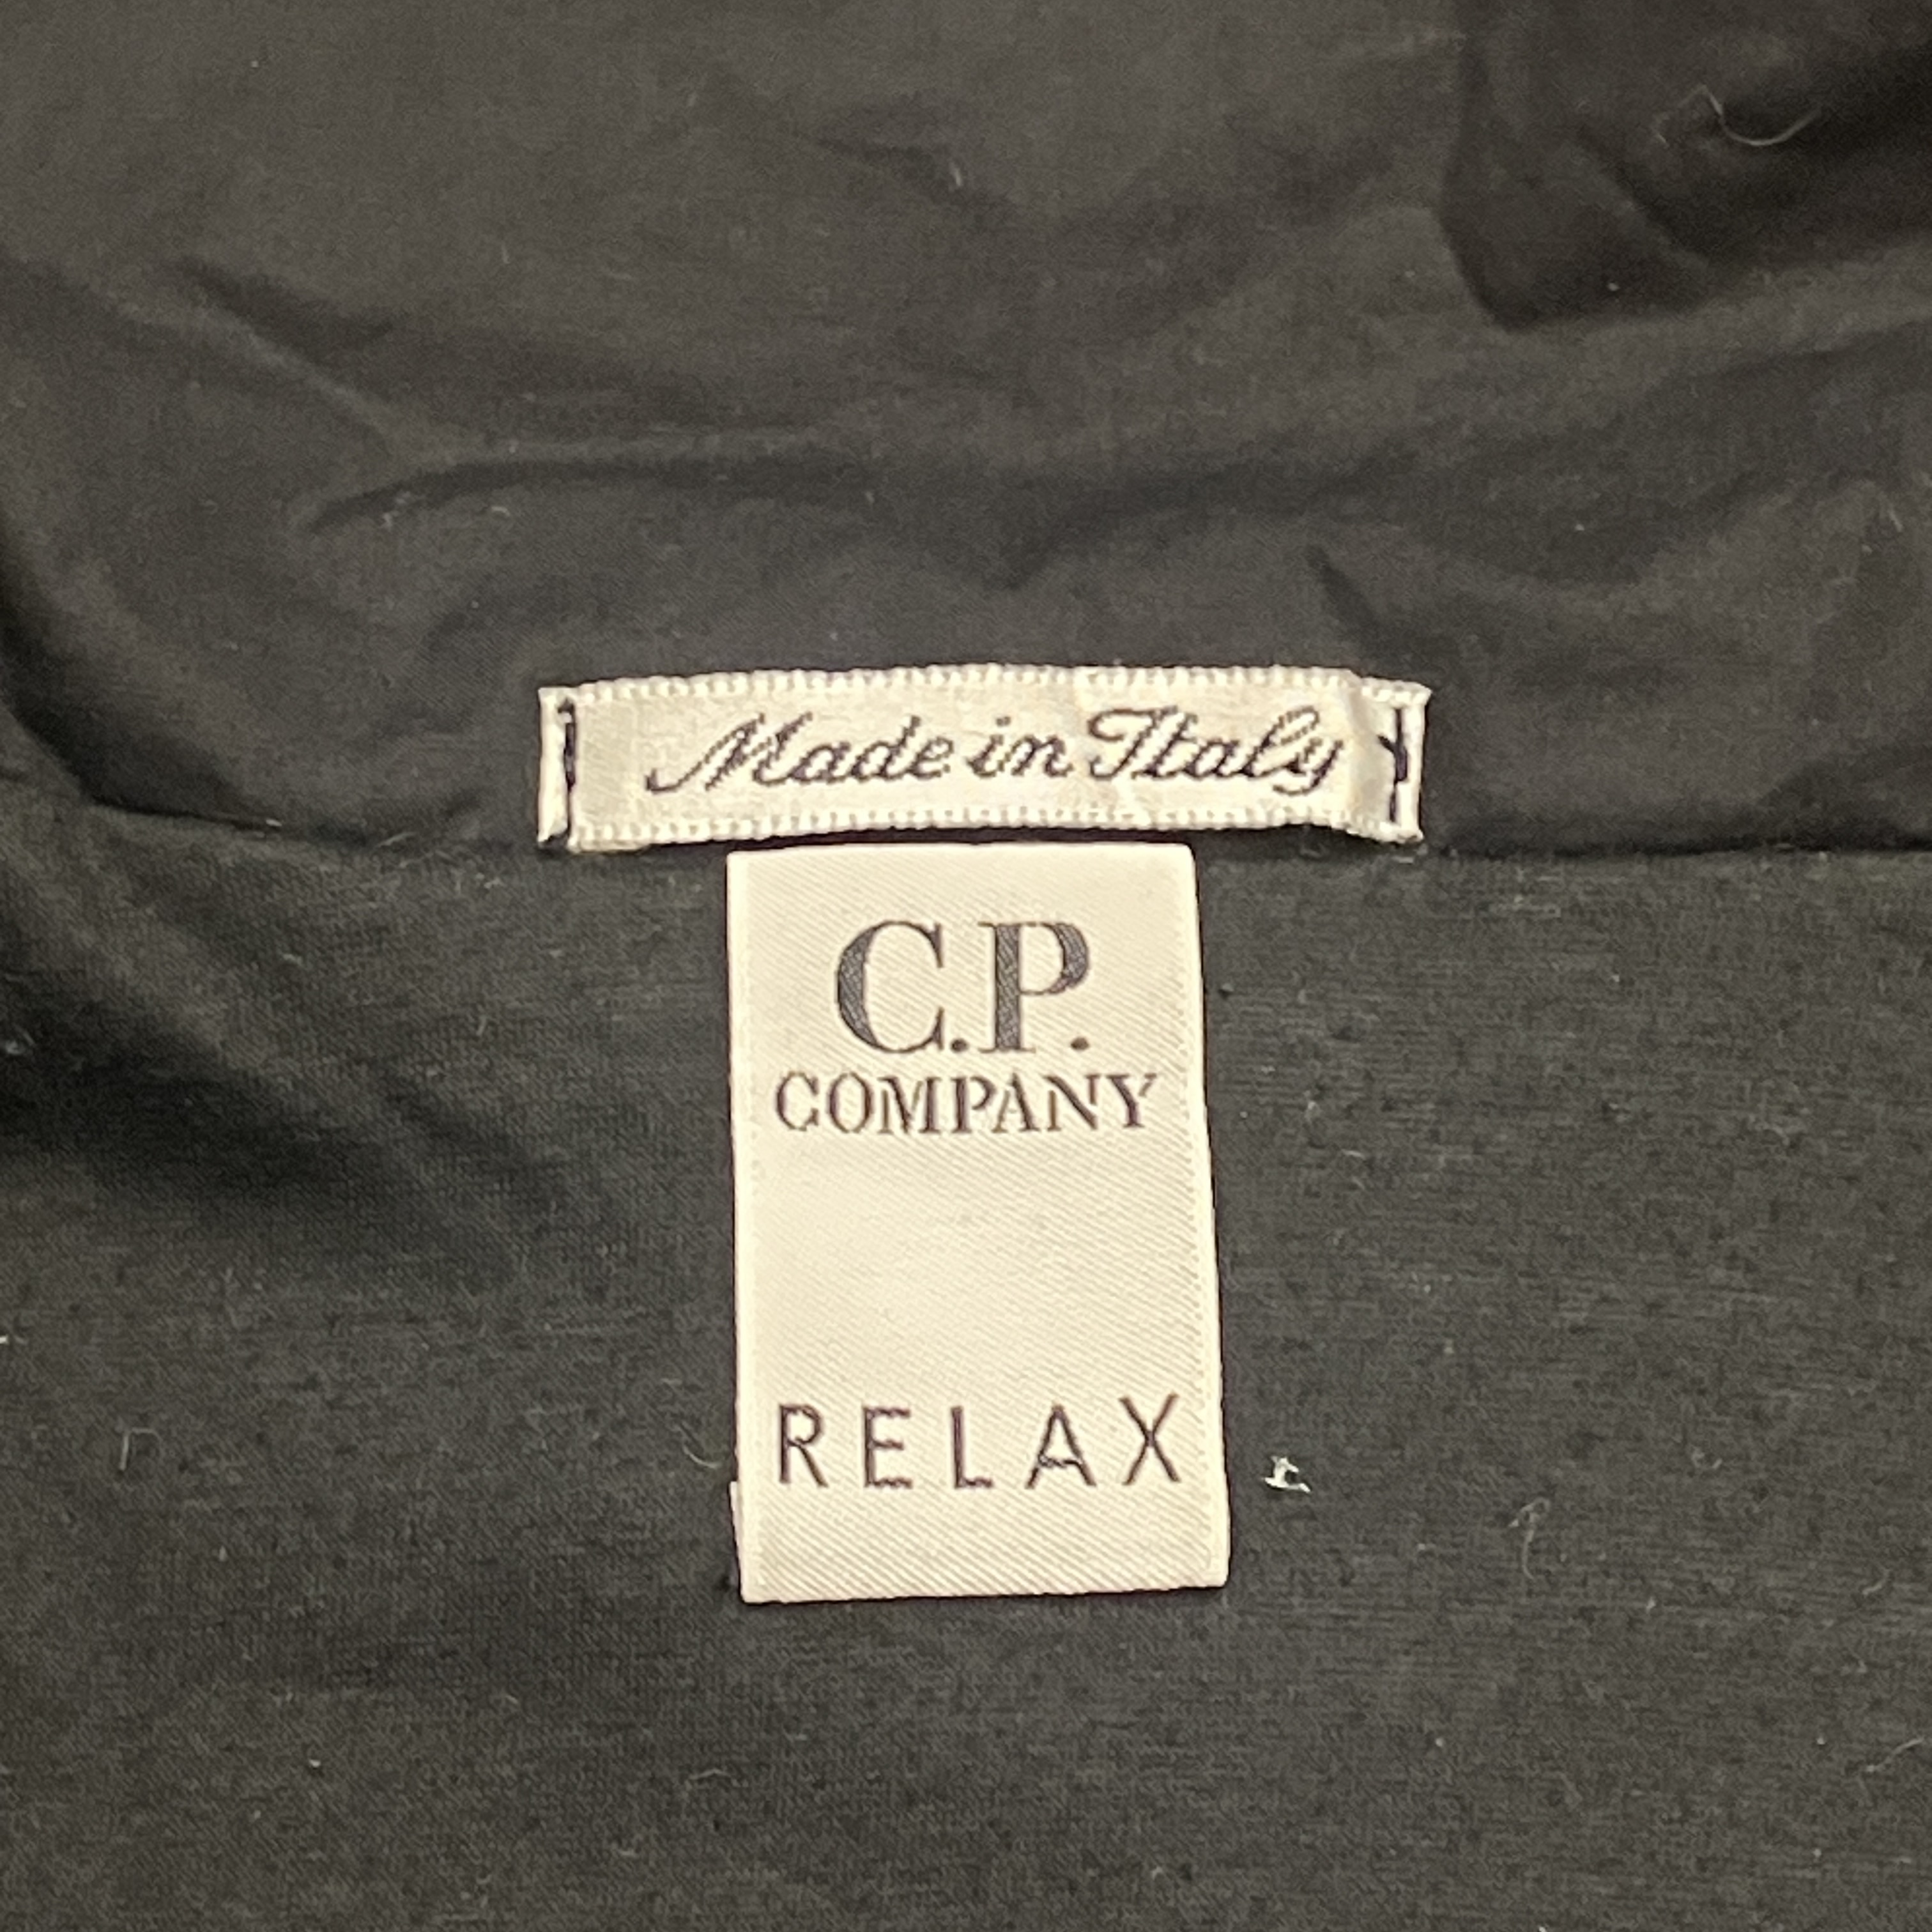 Made in Italy
C.P.
COMPANY
RELAX